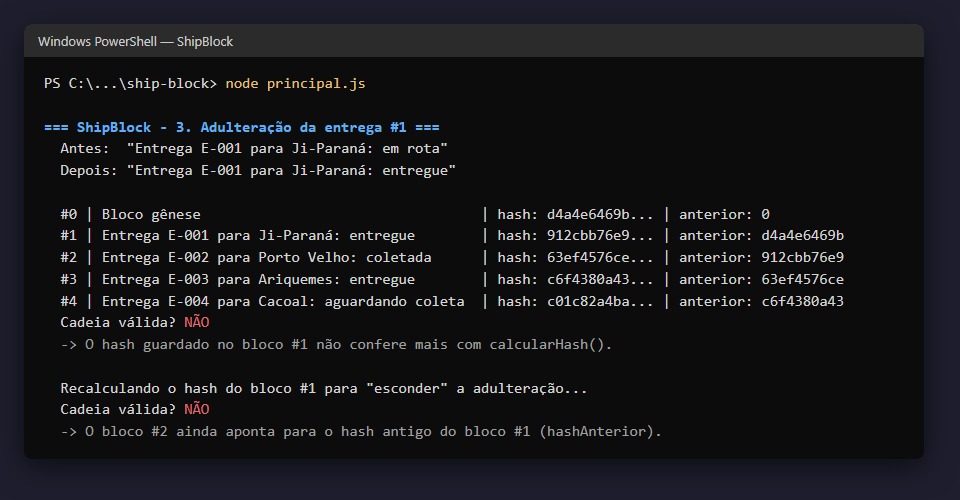 Windows PowerShell — ShipBlock
PS C:\...\ship-block> node principal.js
=== ShipBlock - 3. Adulteração da entrega #1 ===
Antes:  "Entrega E-001 para Ji-Paraná: em rota"
Depois: "Entrega E-001 para Ji-Paraná: entregue"
#0 | Bloco gênese                                  | hash: d4a4e6469b... | anterior: 0
#1 | Entrega E-001 para Ji-Paraná: entregue        | hash: 912cbb76e9... | anterior: d4a4e6469b
#2 | Entrega E-002 para Porto Velho: coletada      | hash: 63ef4576ce... | anterior: 912cbb76e9
#3 | Entrega E-003 para Ariquemes: entregue        | hash: c6f4380a43... | anterior: 63ef4576ce
#4 | Entrega E-004 para Cacoal: aguardando coleta  | hash: c01c82a4ba... | anterior: c6f4380a43
Cadeia válida? NÃO
-> O hash guardado no bloco #1 não confere mais com calcularHash().
Recalculando o hash do bloco #1 para "esconder" a adulteração...
Cadeia válida? NÃO
-> O bloco #2 ainda aponta para o hash antigo do bloco #1 (hashAnterior).